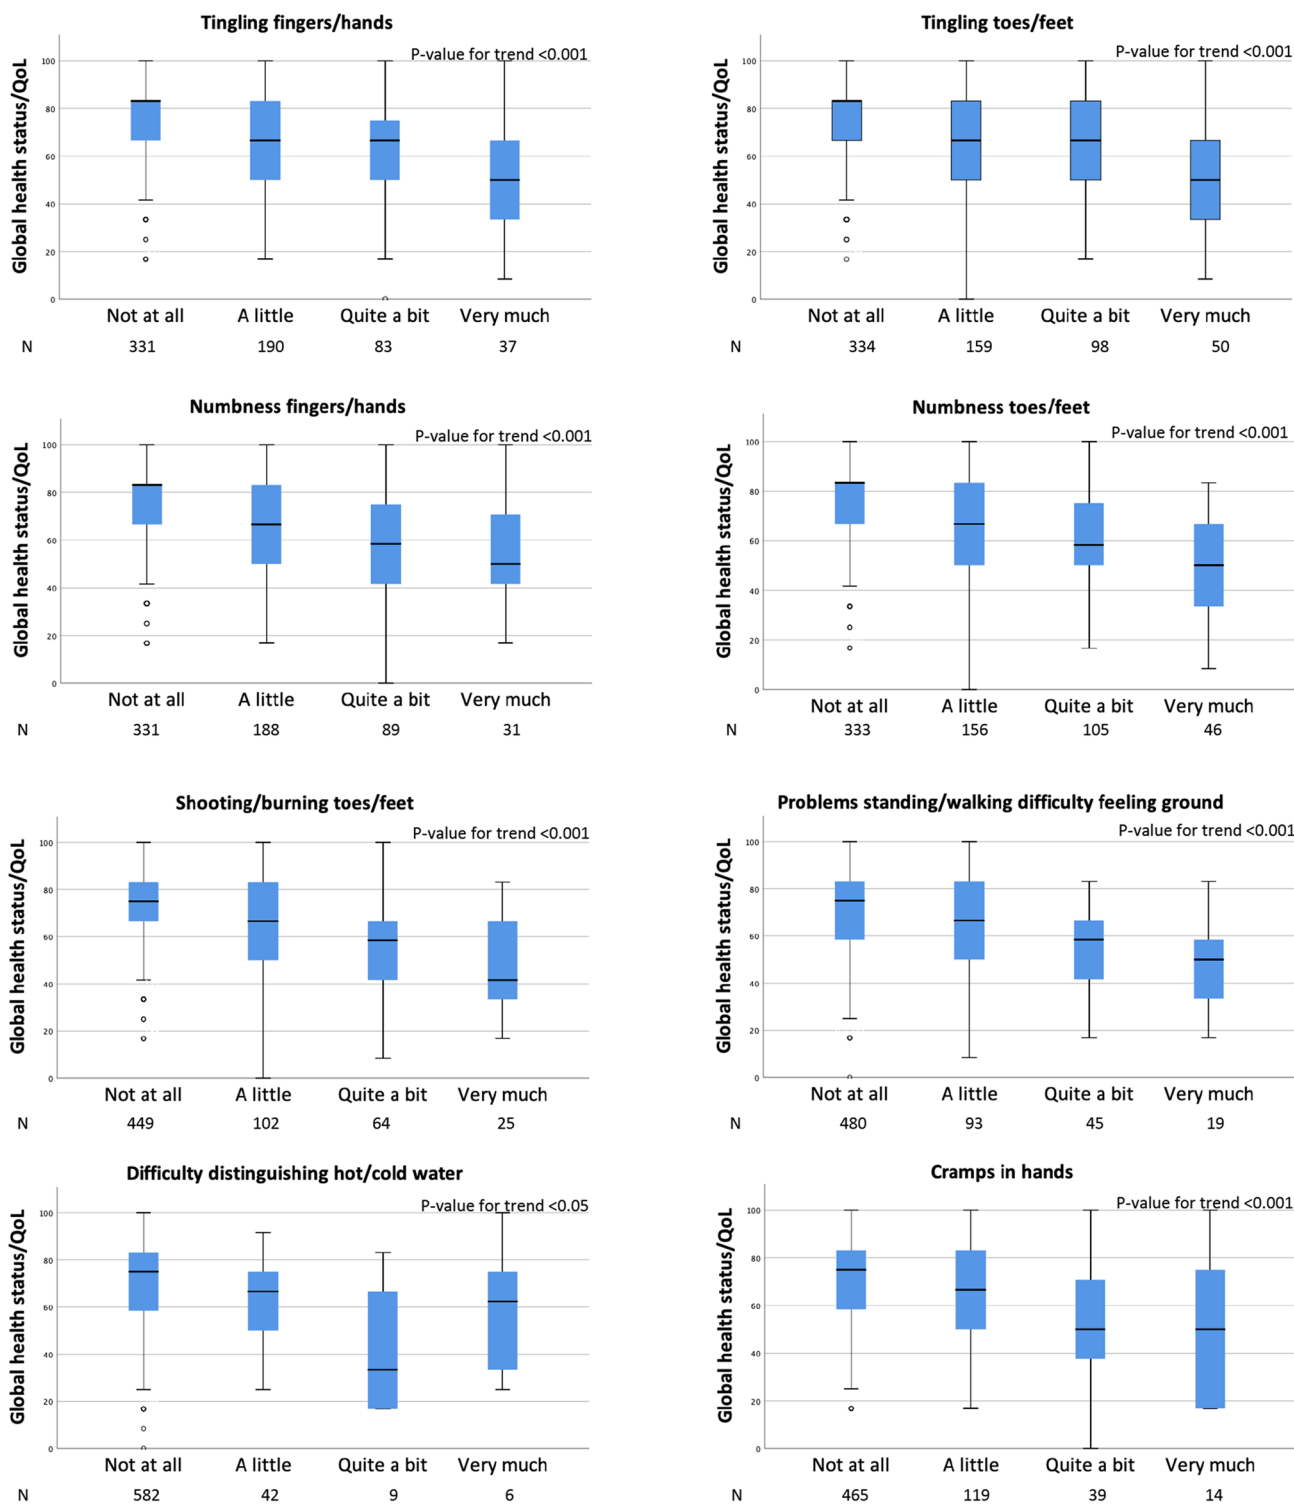 Tingling fingers/hands
P-value for trend <0.001
Global health status/QoL
100
80
60
40
20
0
Not at all A little Quite a bit Very much
N 331 190 83 37
Tingling toes/feet
P-value for trend <0.001
Global health status/QoL
100
80
60
40
20
0
Not at all A little Quite a bit Very much
N 334 159 98 50
Numbness fingers/hands
P-value for trend <0.001
Global health status/QoL
100
80
60
40
20
0
Not at all A little Quite a bit Very much
N 331 188 89 31
Numbness toes/feet
P-value for trend <0.001
Global health status/QoL
100
80
60
40
20
0
Not at all A little Quite a bit Very much
N 333 156 105 46
Shooting/burning toes/feet
P-value for trend <0.001
Global health status/QoL
100
80
60
40
20
0
Not at all A little Quite a bit Very much
N 449 102 64 25
Problems standing/walking difficulty feeling ground
P-value for trend <0.001
Global health status/QoL
100
80
60
40
20
0
Not at all A little Quite a bit Very much
N 480 93 45 19
Difficulty distinguishing hot/cold water
P-value for trend <0.05
Global health status/QoL
100
80
60
40
20
0
Not at all A little Quite a bit Very much
N 582 42 9 6
Cramps in hands
P-value for trend <0.001
Global health status/QoL
100
80
60
40
20
0
Not at all A little Quite a bit Very much
N 465 119 39 14